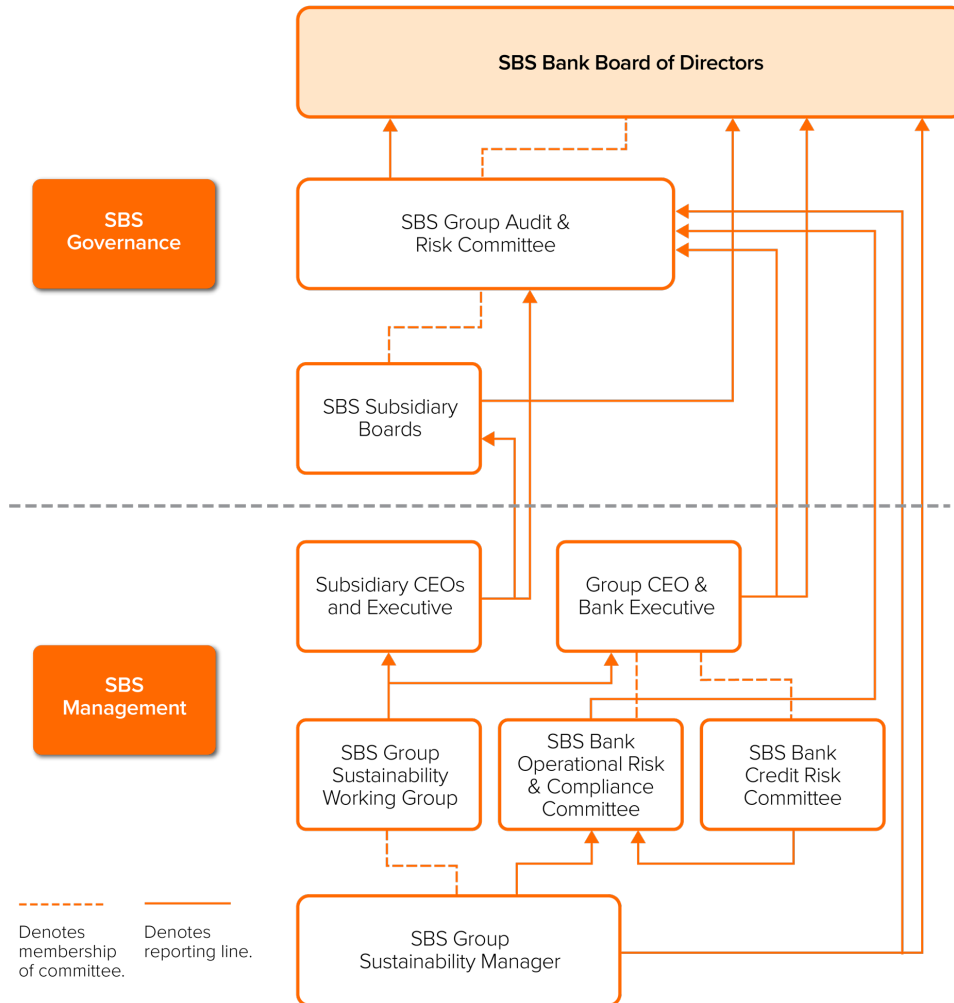 SBS Bank Board of Directors
SBS
Governance
SBS Group Audit &
Risk Committee
SBS Subsidiary
Boards
Subsidiary CEOs
and Executive
Group CEO &
Bank Executive
SBS
Management
SBS Group
Sustainability
Working Group
SBS Bank
Operational Risk
& Compliance
Committee
SBS Bank
Credit Risk
Committee
Denotes
membership
of committee.
Denotes
reporting line.
SBS Group
Sustainability Manager